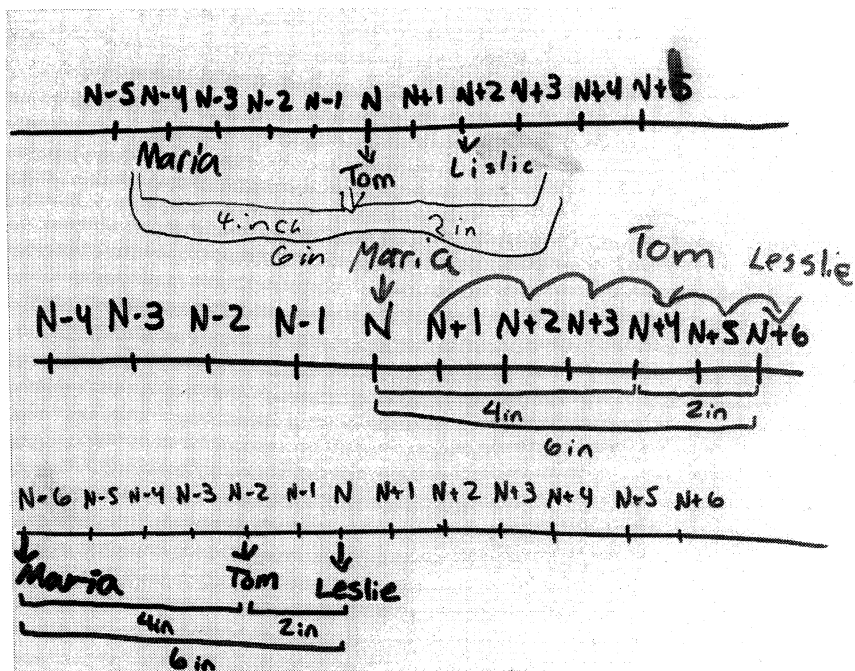 N-5 N-4 N-3 N-2 N-1 N N+1 N+2 N+3 N+4 N+5
Maria Tom Lislie
4 inch 2 in
6 in
Maria Tom Lesslie
N-4 N-3 N-2 N-1 N N+1 N+2 N+3 N+4 N+5 N+6
4in 2in
6in
N-6 N-5 N-4 N-3 N-2 N-1 N N+1 N+2 N+3 N+4 N+5 N+6
Maria Tom Leslie
4in 2in
6in